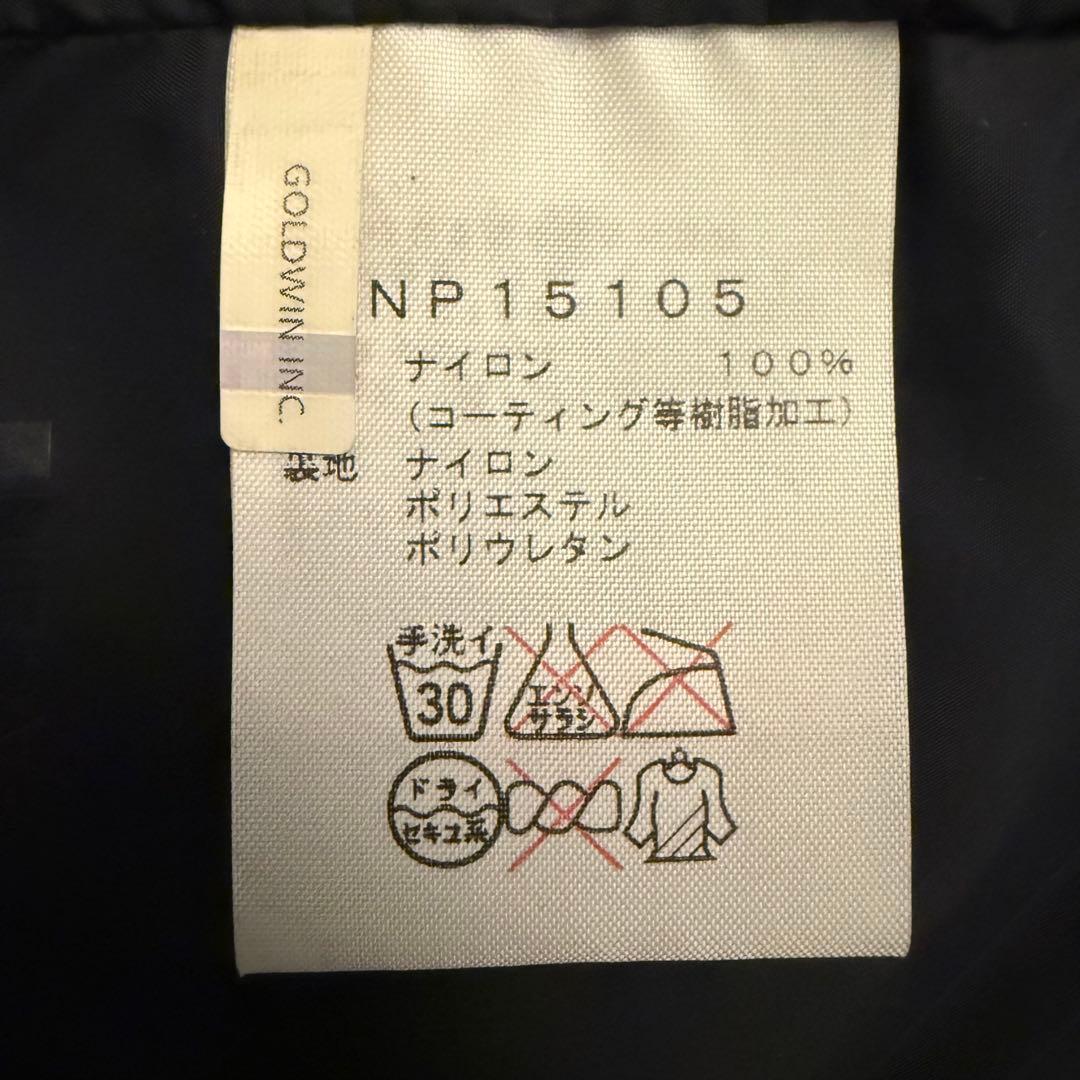 GOLDWIN INC.
NP15105
ナイロン 100%
(コーティング等樹脂加工)
裏地 ナイロン
ポリエステル
ポリウレタン
手洗イ
30
エンソ
サラシ
ドライ
セキユ系